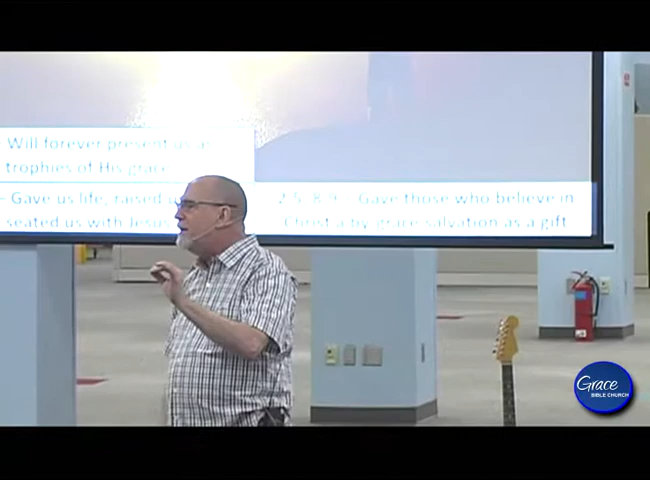 Will forever present us as
trophies of His grace
- Gave us life, raised
seated us with Jesus
2:5, 8-9 - Gave those who believe in
Christ a by grace salvation as a gift
Grace
BIBLE CHURCH